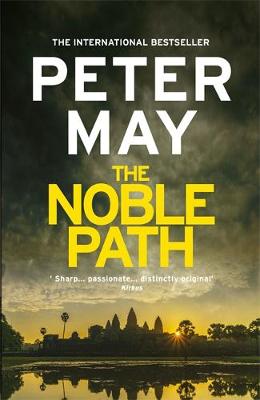 THE INTERNATIONAL BESTSELLER
PETER
MAY
THE
NOBLE
PATH
' Sharp... passionate... distinctly original'
Kirkus